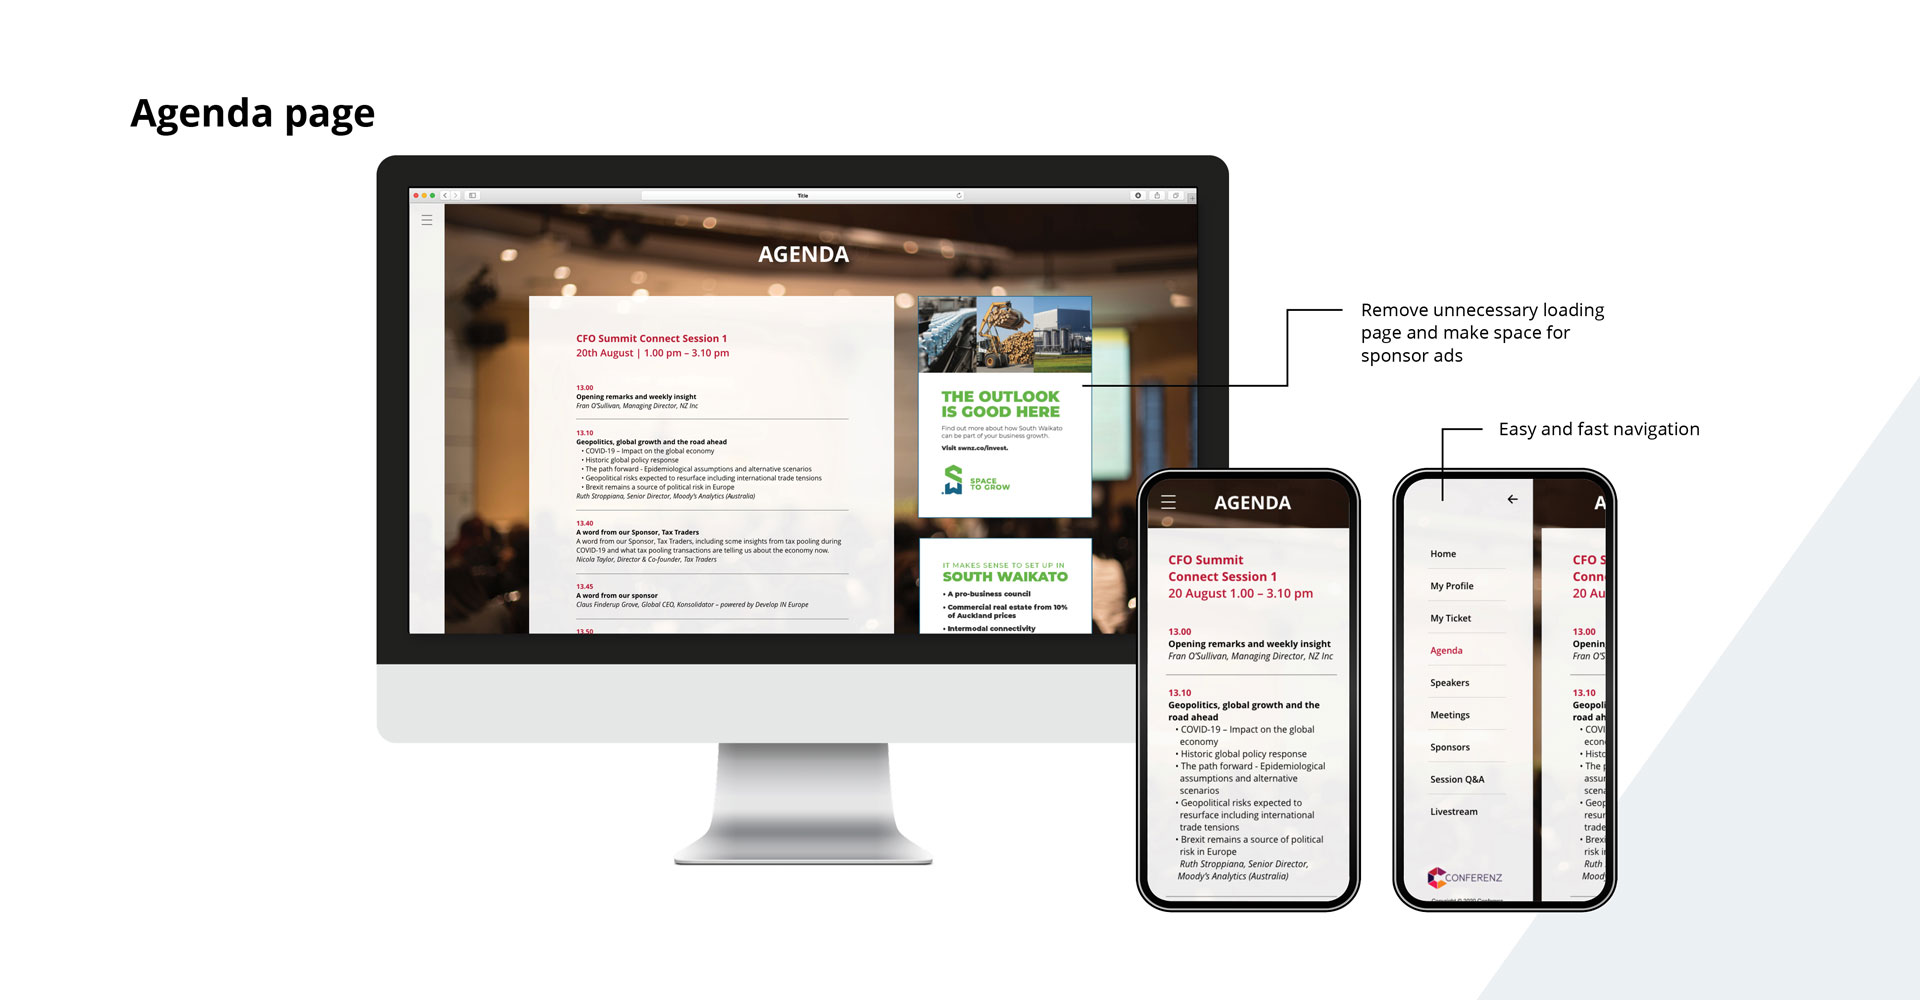 Agenda page
Title
AGENDA
CFO Summit Connect Session 1
20th August | 1.00 pm – 3.10 pm
13.00
Opening remarks and weekly insight
Fran O'Sullivan, Managing Director, NZ Inc
13.10
Geopolitics, global growth and the road ahead
• COVID-19 – Impact on the global economy
• Historic global policy response
• The path forward - Epidemiological assumptions and alternative scenarios
• Geopolitical risks expected to resurface including international trade tensions
• Brexit remains a source of political risk in Europe
Ruth Stroppiana, Senior Director, Moody's Analytics (Australia)
13.40
A word from our Sponsor, Tax Traders
A word from our Sponsor, Tax Traders, including some insights from tax pooling during
COVID-19 and what tax pooling transactions are telling us about the economy now.
Nicola Taylor, Director & Co-founder, Tax Traders
13.45
A word from our sponsor
Claus Finderup Grove, Global CEO, Konsolidator – powered by Develop IN Europe
13.50
THE OUTLOOK
IS GOOD HERE
Find out more about how South Waikato
can be part of your business growth.
Visit swnz.co/invest.
SPACE
TO GROW
IT MAKES SENSE TO SET UP IN
SOUTH WAIKATO
• A pro-business council
• Commercial real estate from 10%
of Auckland prices
• Intermodal connectivity
Remove unnecessary loading
page and make space for
sponsor ads
Easy and fast navigation
AGENDA
CFO Summit
Connect Session 1
20 August 1.00 – 3.10 pm
13.00
Opening remarks and weekly insight
Fran O'Sullivan, Managing Director, NZ Inc
13.10
Geopolitics, global growth and the
road ahead
• COVID-19 – Impact on the global
economy
• Historic global policy response
• The path forward - Epidemiological
assumptions and alternative
scenarios
• Geopolitical risks expected to
resurface including international
trade tensions
• Brexit remains a source of political
risk in Europe
Ruth Stroppiana, Senior Director,
Moody's Analytics (Australia)
Home
My Profile
My Ticket
Agenda
Speakers
Meetings
Sponsors
Session Q&A
Livestream
CONFERENZ
A
CFO S
Conn
20 Au
13.00
Openin
Fran O'S
13.10
Geopoli
road ah
• COVI
econ
• Histo
• The p
assur
scena
• Geop
resur
trade
• Brexi
risk i
Ruth
Mood